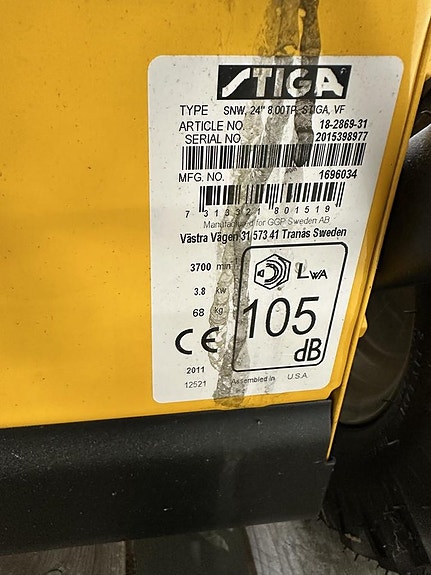 STIGA
TYPE SNW, 24" 8,00TP, STIGA, VF
ARTICLE NO. 18-2869-31
SERIAL NO 2015398977
MFG. NO. 1696034
7 313321 801519
Manufactured for GGP Sweden AB
Västra Vägen 31 573 41 Tranås Sweden
3700 min
LWA
3.8 kw
68 kg
105
dB
CE
2011
12521 Assembled in U.S.A.